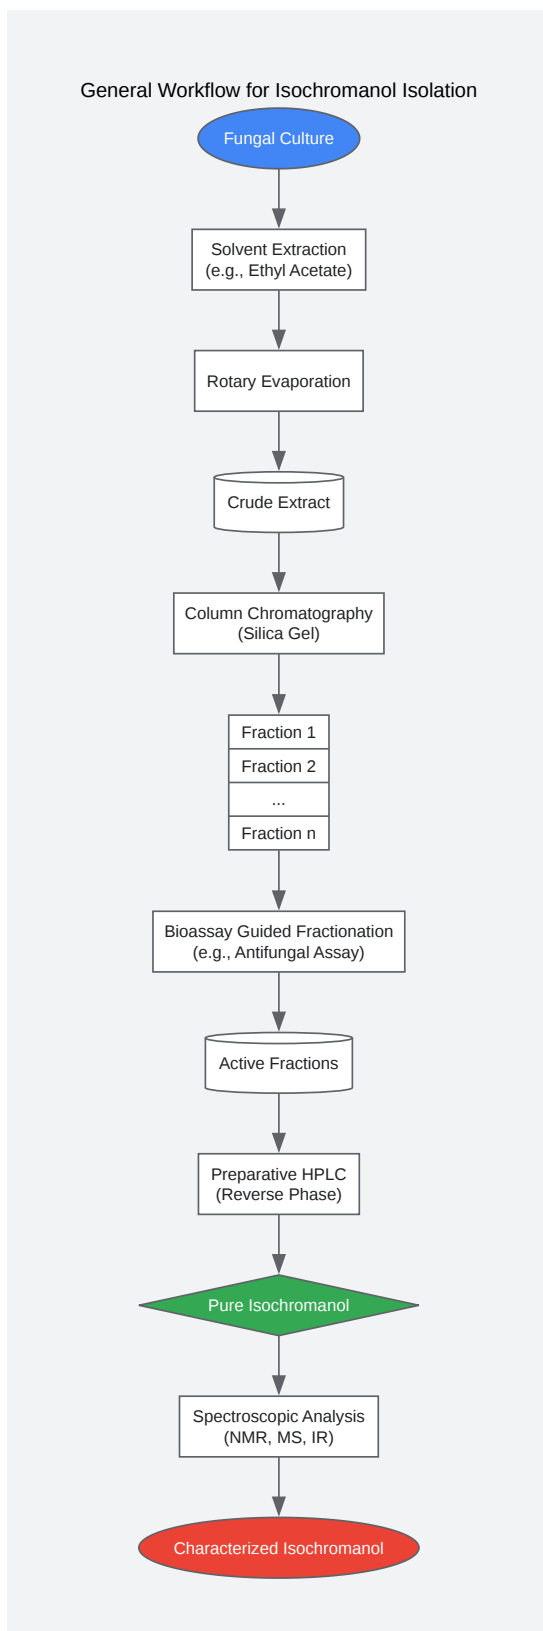 General Workflow for Isochromanol Isolation
Fungal Culture
Solvent Extraction
(e.g., Ethyl Acetate)
Rotary Evaporation
Crude Extract
Column Chromatography
(Silica Gel)
Fraction 1
Fraction 2
...
Fraction n
Bioassay Guided Fractionation
(e.g., Antifungal Assay)
Active Fractions
Preparative HPLC
(Reverse Phase)
Pure Isochromanol
Spectroscopic Analysis
(NMR, MS, IR)
Characterized Isochromanol